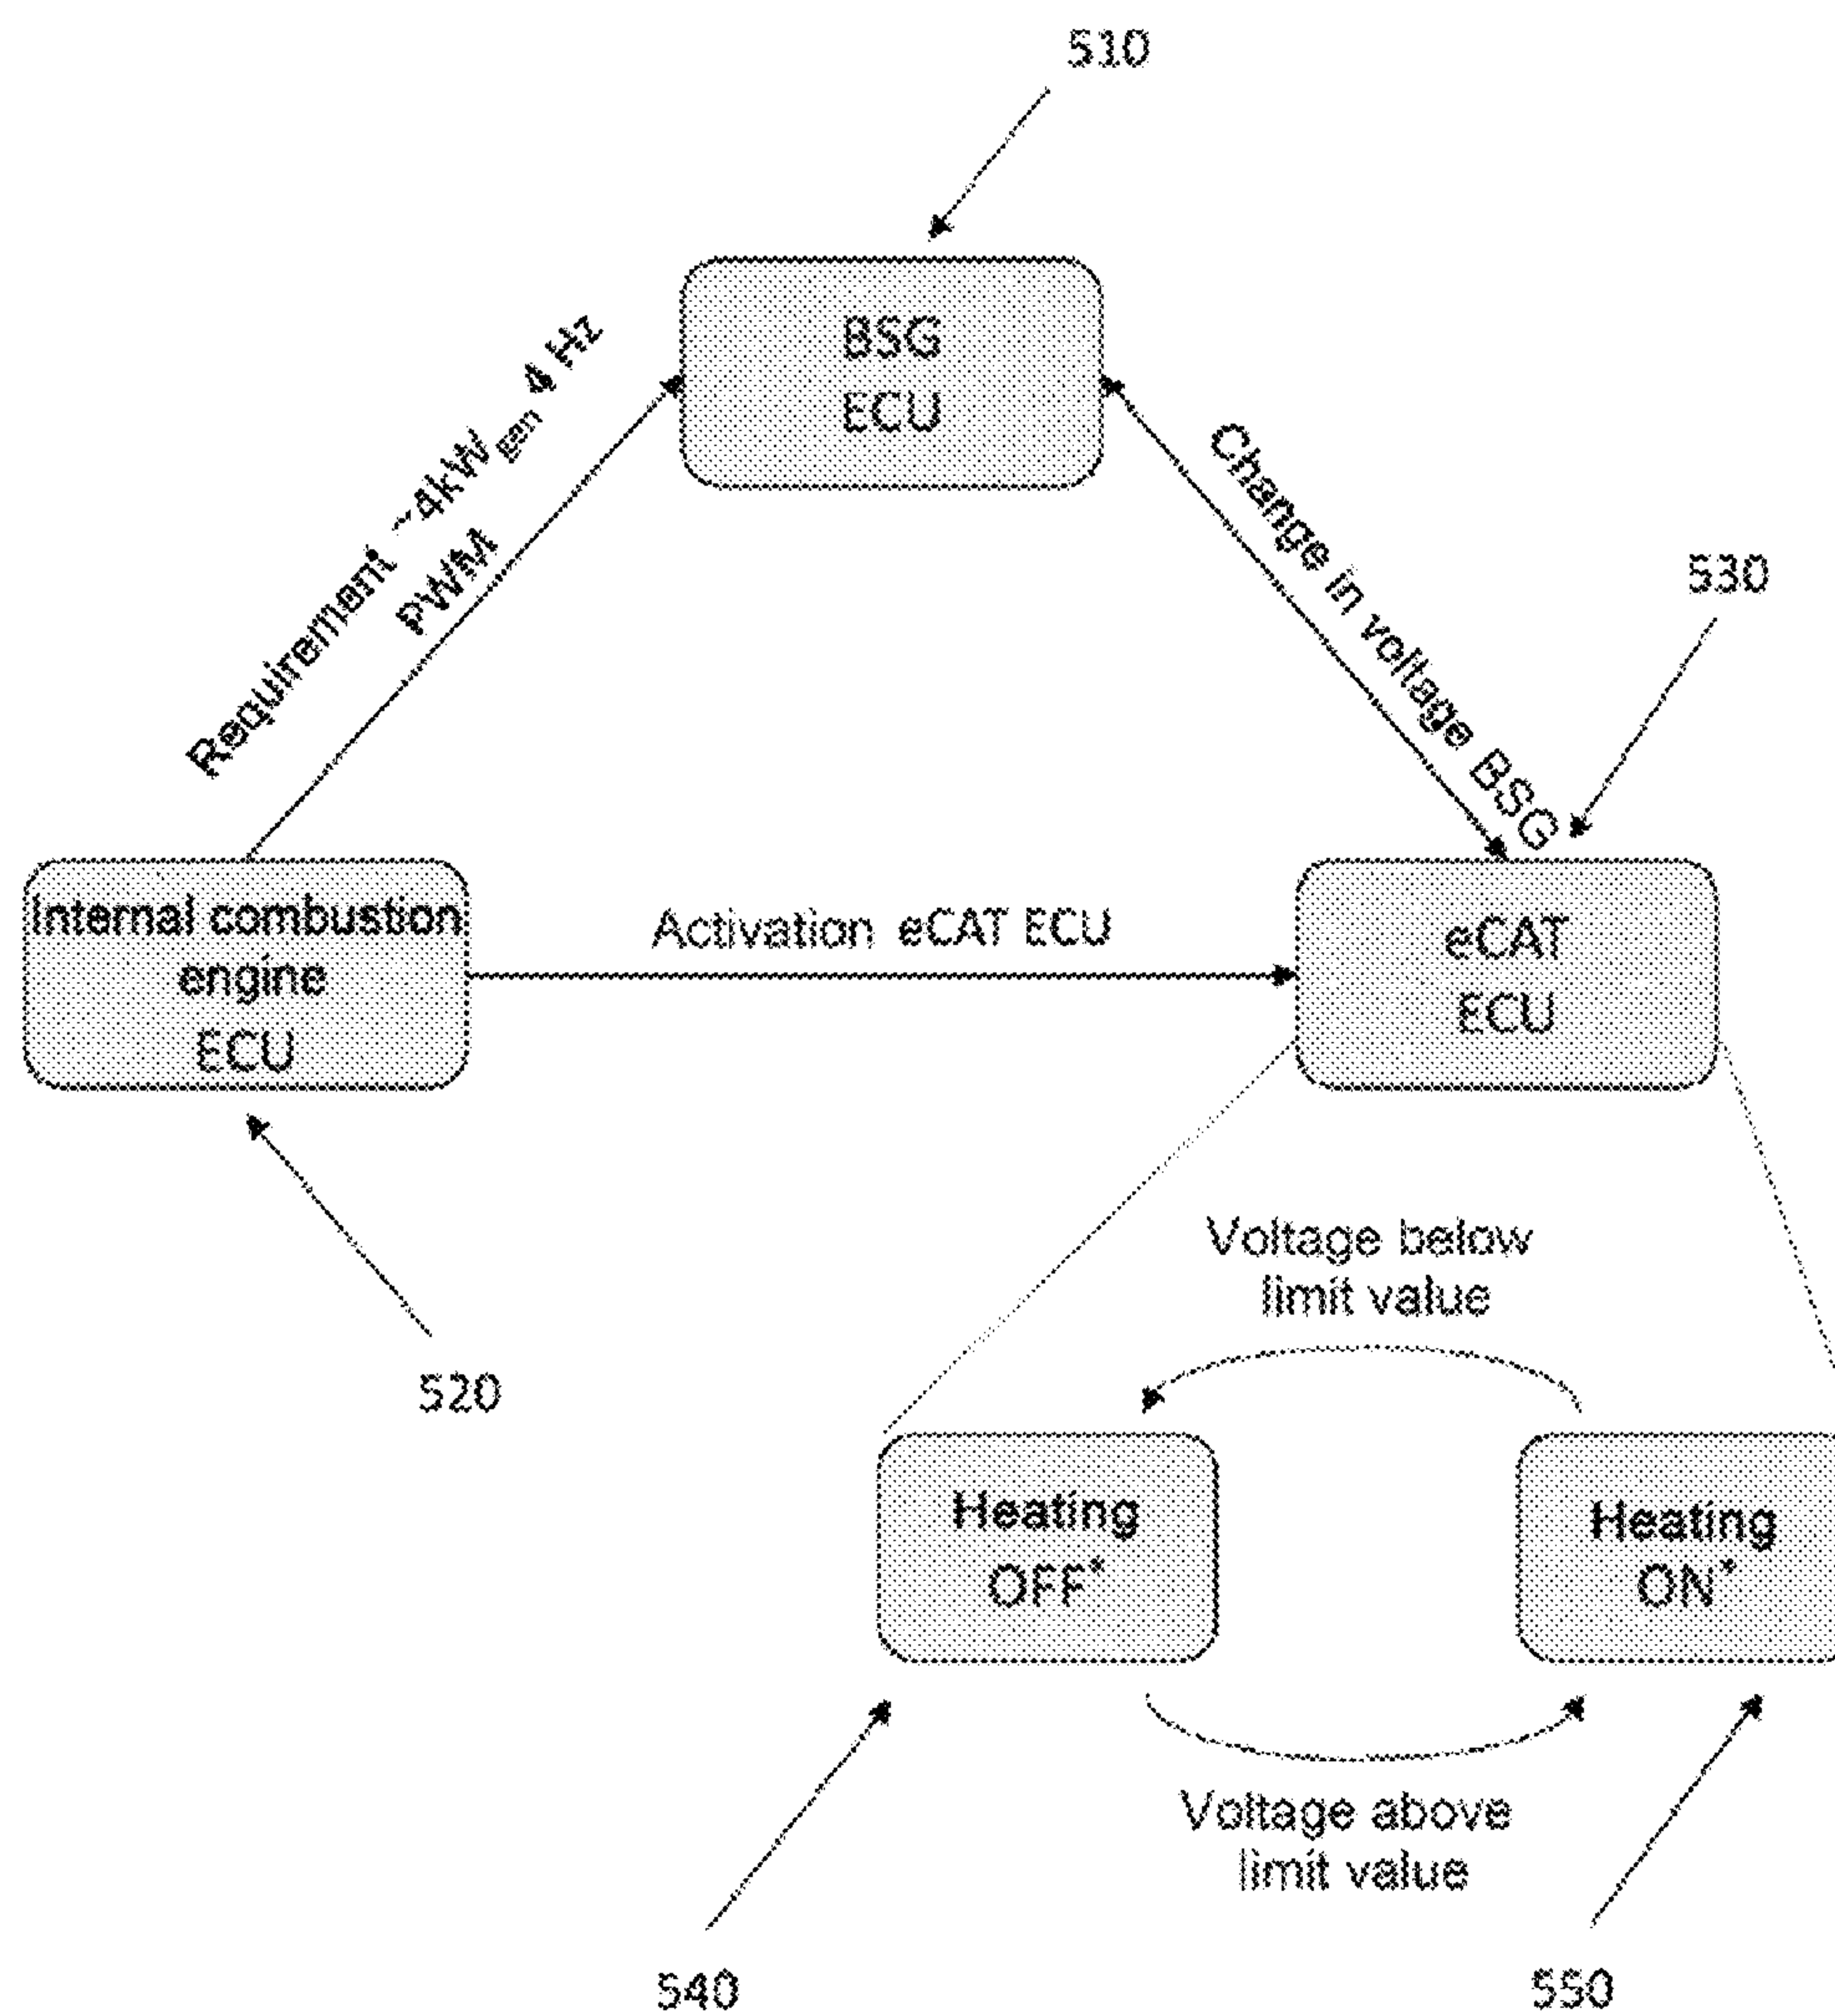 510
BSG
ECU
Requirement ~4kW 4 Hz
PWM
Change in voltage BSG
530
Internal combustion
engine
ECU
Activation eCAT ECU
eCAT
ECU
520
Voltage below
limit value
Heating
OFF*
Heating
ON*
Voltage above
limit value
540
550